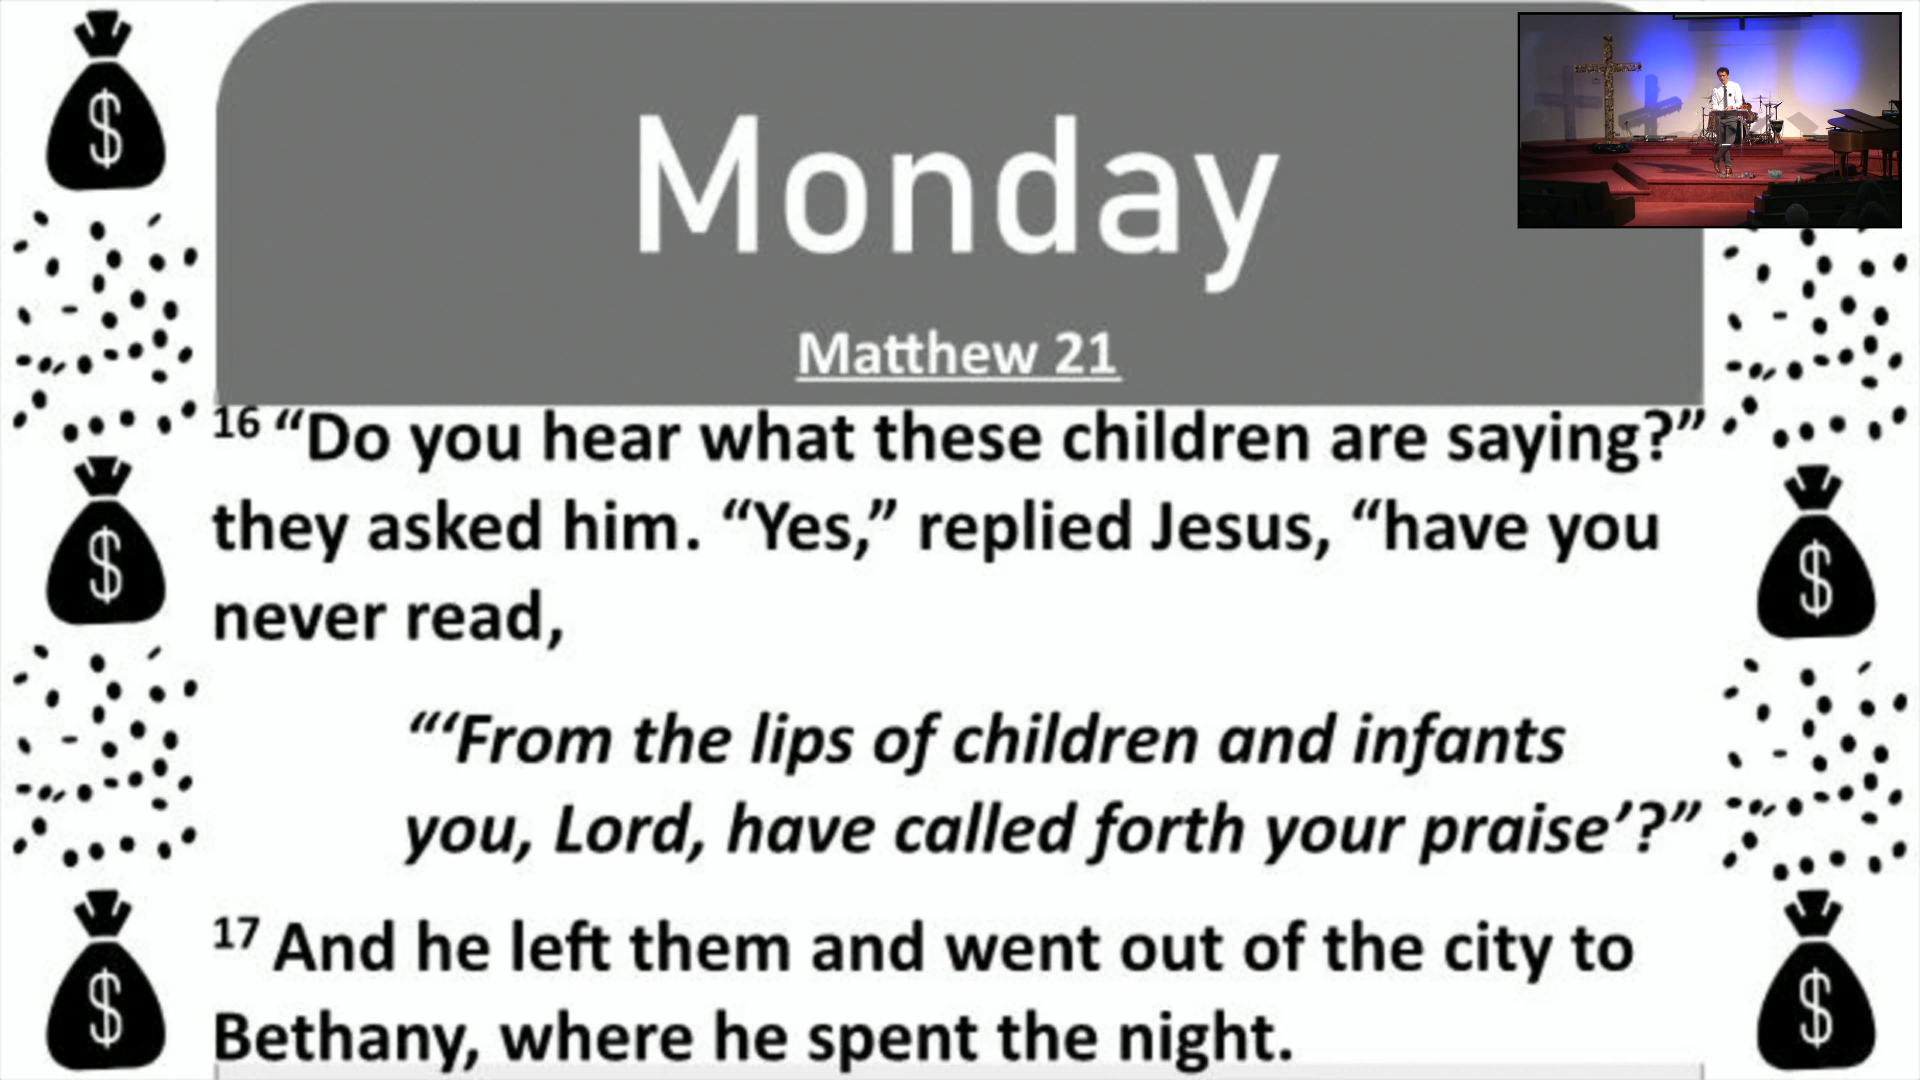 Monday
Matthew 21
16 “Do you hear what these children are saying?”
they asked him. “Yes,” replied Jesus, “have you
never read,
“‘From the lips of children and infants
you, Lord, have called forth your praise’?”
17 And he left them and went out of the city to
Bethany, where he spent the night.
$
$
$
$
$